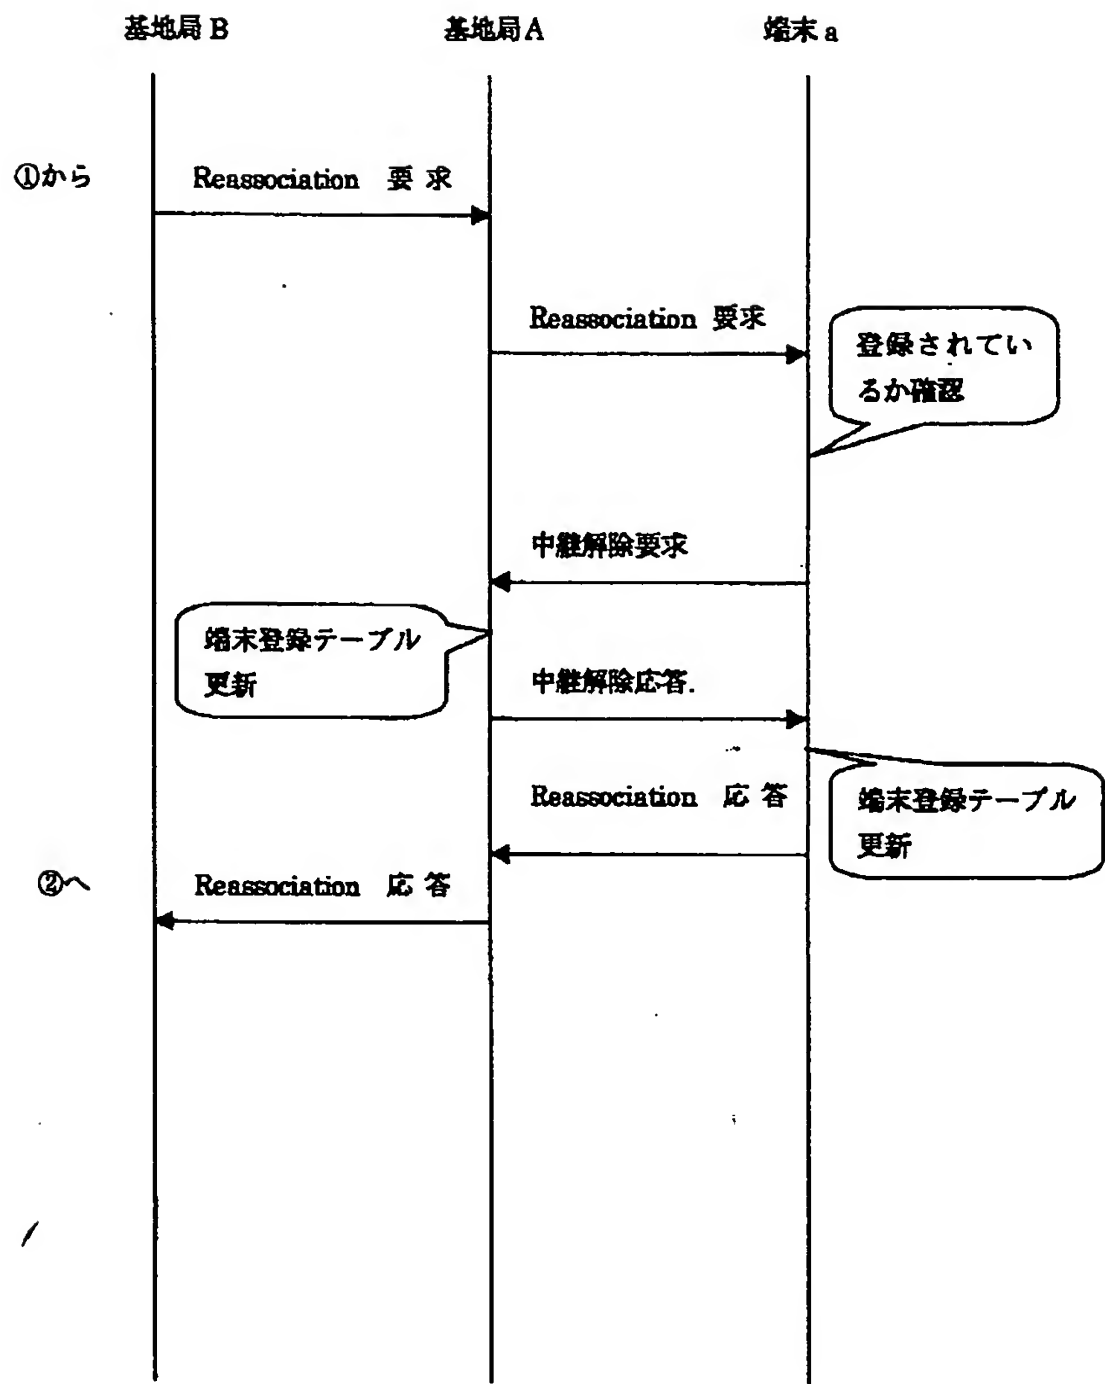 基地局 B
基地局A
端末 a
①から
Reassociation 要 求
Reassociation 要求
登録されてい
るか確認
中継解除要求
端末登録テーブル
更新
中継解除応答.
Reassociation 応 答
端末登録テーブル
更新
②へ
Reassociation 応 答